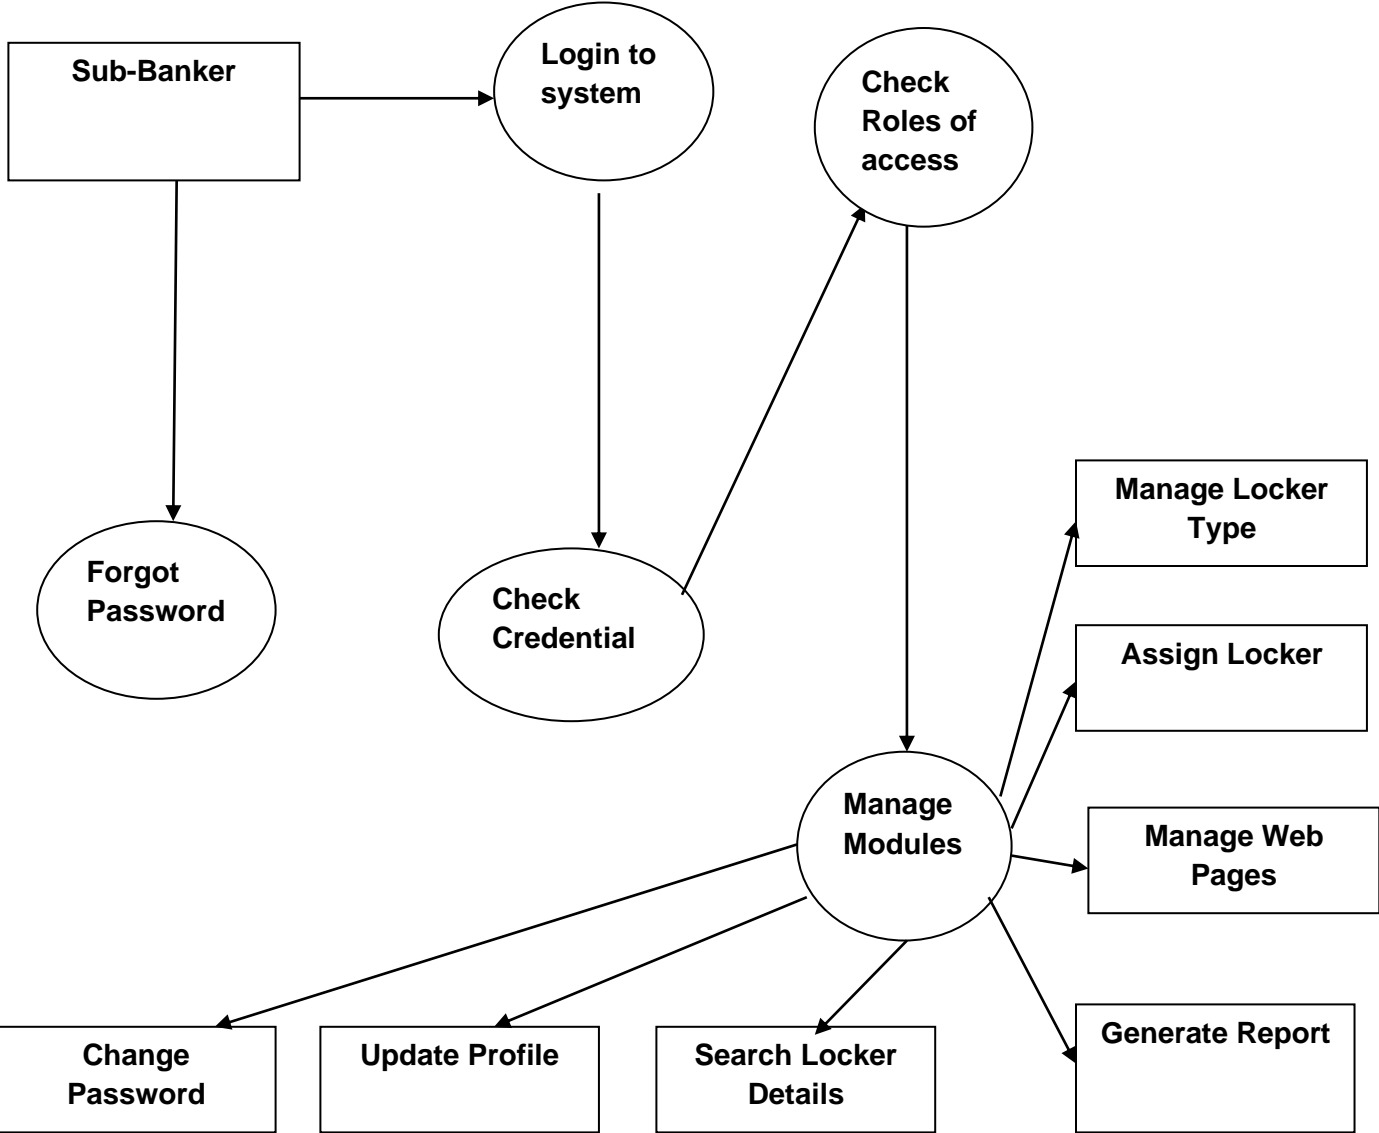 Sub-Banker
Login to
system
Check
Roles of
access
Forgot
Password
Check
Credential
Manage Locker
Type
Assign Locker
Manage
Modules
Manage Web
Pages
Change
Password
Update Profile
Search Locker
Details
Generate Report